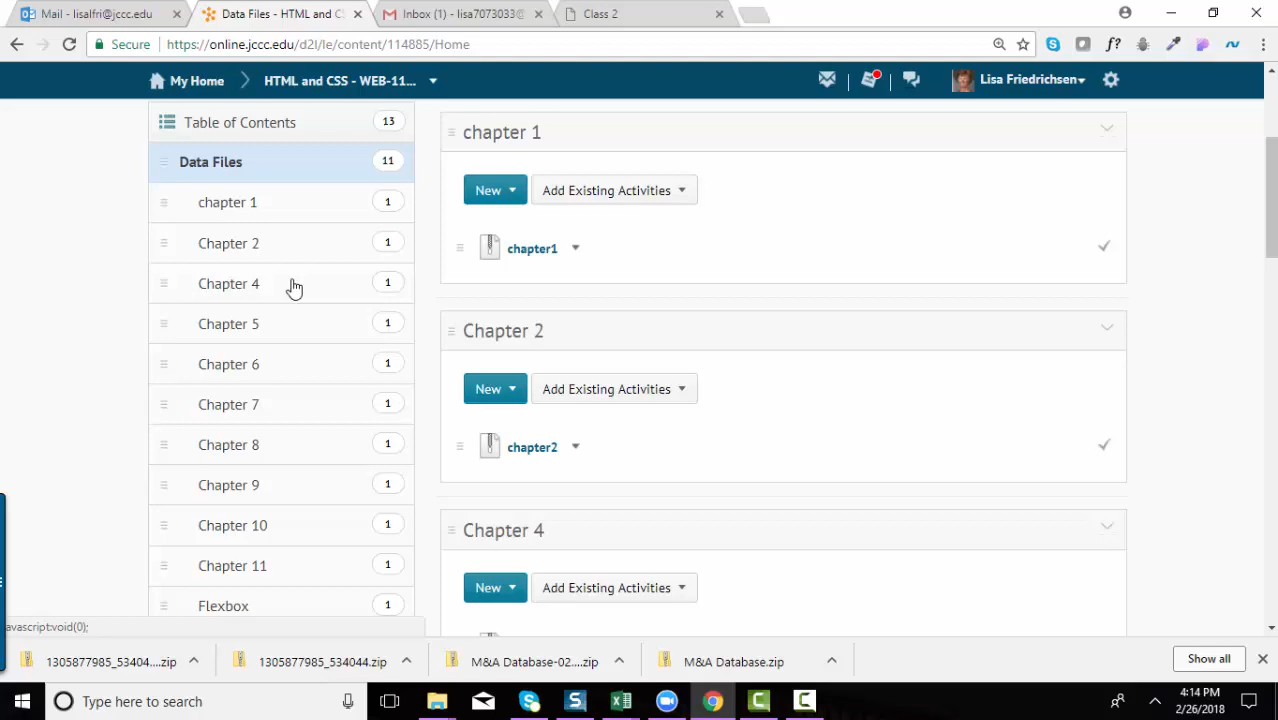 Mail - lisalfri@jccc.edu
Data Files - HTML and CS
Inbox (1) - lisa7073033@
Class 2
Secure
https://online.jccc.edu/d2l/le/content/114885/Home
f?
My Home
HTML and CSS - WEB-11...
Lisa Friedrichsen
Table of Contents
13
Data Files
11
chapter 1
1
Chapter 2
1
Chapter 4
1
Chapter 5
1
Chapter 6
1
Chapter 7
1
Chapter 8
1
Chapter 9
1
Chapter 10
1
Chapter 11
1
Flexbox
1
chapter 1
New
Add Existing Activities
chapter1
Chapter 2
New
Add Existing Activities
chapter2
Chapter 4
New
Add Existing Activities
avascript:void(0);
1305877985_53404....zip
1305877985_534044.zip
M&A Database-02....zip
M&A Database.zip
Show all
Type here to search
4:14 PM
2/26/2018